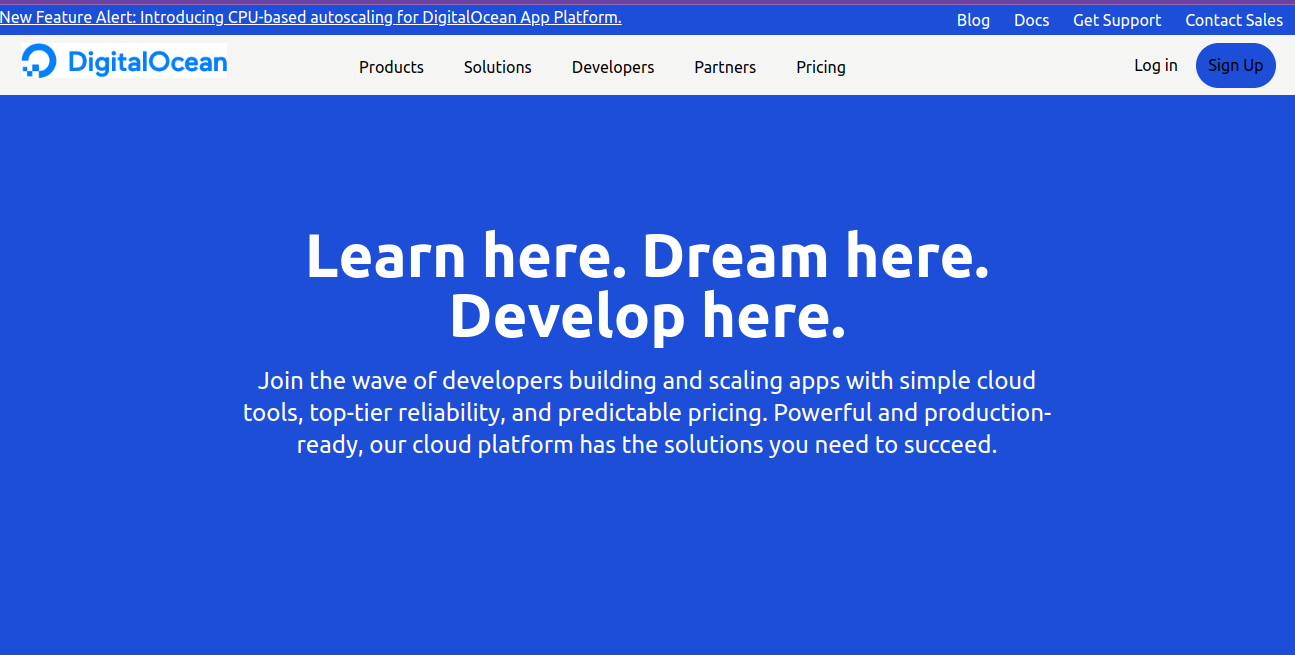 New Feature Alert: Introducing CPU-based autoscaling for DigitalOcean App Platform.
Blog Docs Get Support Contact Sales
DigitalOcean Products Solutions Developers Partners Pricing Log in Sign Up
Learn here. Dream here.
Develop here.
Join the wave of developers building and scaling apps with simple cloud
tools, top-tier reliability, and predictable pricing. Powerful and production-
ready, our cloud platform has the solutions you need to succeed.